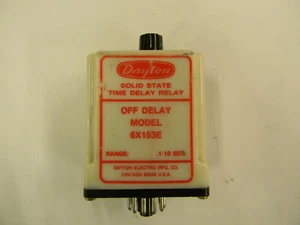 Dayton
SOLID STATE
TIME DELAY RELAY
OFF DELAY
MODEL
6X153E
RANGE: .1-10 SEC.
DAYTON ELECTRIC MFG. CO.
CHICAGO 60648 U.S.A.